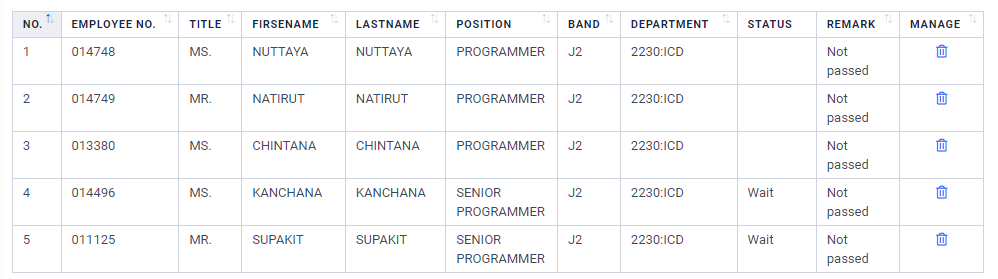 NO. EMPLOYEE NO. TITLE FIRSENAME LASTNAME POSITION BAND DEPARTMENT STATUS REMARK MANAGE
1 014748 MS. NUTTAYA NUTTAYA PROGRAMMER J2 2230:ICD Not
passed
2 014749 MR. NATIRUT NATIRUT PROGRAMMER J2 2230:ICD Not
passed
3 013380 MS. CHINTANA CHINTANA PROGRAMMER J2 2230:ICD Not
passed
4 014496 MS. KANCHANA KANCHANA SENIOR J2 2230:ICD Wait Not
PROGRAMMER passed
5 011125 MR. SUPAKIT SUPAKIT SENIOR J2 2230:ICD Wait Not
PROGRAMMER passed